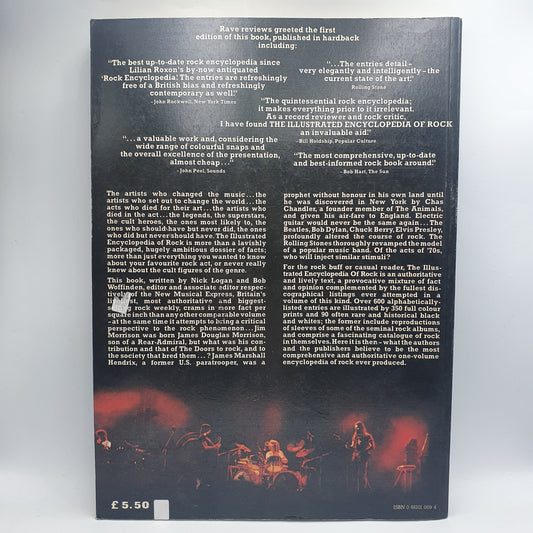 Rave reviews greeted the first
edition of this book, published in hardback
including:
"The best up-to-date rock encyclopedia since
Lilian Roxon's by-now antiquated
'Rock Encyclopedia'. The entries are refreshingly
free of a British bias and refreshingly
contemporary as well."
- John Rockwell, New York Times
"...The entries detail -
very elegantly and intelligently - the
current state of the art."
Rolling Stone
"The quintessential rock encyclopedia;
it makes everything prior to it irrelevant.
As a record reviewer and rock critic,
I have found THE ILLUSTRATED ENCYCLOPEDIA OF ROCK
an invaluable aid."
- Bill Holdship, Popular Culture
"...a valuable work and, considering the
wide range of colourful snaps and
the overall excellence of the presentation,
almost cheap..."
- John Peel, Sounds
"The most comprehensive, up-to-date
and best-informed rock book around."
- Bob Hart, The Sun
The artists who changed the music...the
artists who set out to change the world...the
artists who died for their art...the artists who
died in the act...the legends, the superstars,
the cult heroes, the ones most likely to, the
ones who should have but never did, the ones
who did but never should have. The Illustrated
Encyclopedia of Rock is more than a lavishly
packaged, hugely ambitious dossier of facts;
more than just everything you wanted to know
about your favourite rock act, or never really
knew about the cult figures of the genre.
This book, written by Nick Logan and Bob
Woffinden, editor and associate editor respec-
tively of the New Musical Express, Britain's
most authoritative and biggest-
rock weekly, crams in more facts per
square inch than any other comparable volume
at the same time it attempts to bring a critical
perspective to the rock phenomenon...Jim
Morrison was born James Douglas Morrison,
son of a Rear-Admiral, but what was his con-
tribution and that of The Doors to rock, and to
the society that bred them...? James Marshall
Hendrix, a former U.S. paratrooper, was a
prophet without honour in his own land until
he was discovered in New York by Chas
Chandler, a founder member of The Animals,
and given his air-fare to England. Electric
guitar would never be the same again...The
Beatles, Bob Dylan, Chuck Berry, Elvis Presley,
profoundly altered the course of rock. The
Rolling Stones thoroughly revamped the model
of a popular music band. Of the acts of '70s,
who will inject similar stimuli?
For the rock buff or casual reader, The Illus-
trated Encyclopedia Of Rock is an authoritative
and lively text, a provocative mixture of fact
and opinion complemented by the fullest dis-
cographical listings ever attempted in a
volume of this kind. Over 600 alphabetically-
listed entries are illustrated by 350 full colour
prints and 90 often rare and historical black
and whites; the former include reproductions
of sleeves of some of the seminal rock albums,
and comprise a fascinating catalogue of rock
in themselves. Here it is then - what the authors
and the publishers believe to be the most
comprehensive and authoritative one-volume
encyclopedia of rock ever produced.
£5.50
ISBN 0 86101 009 4